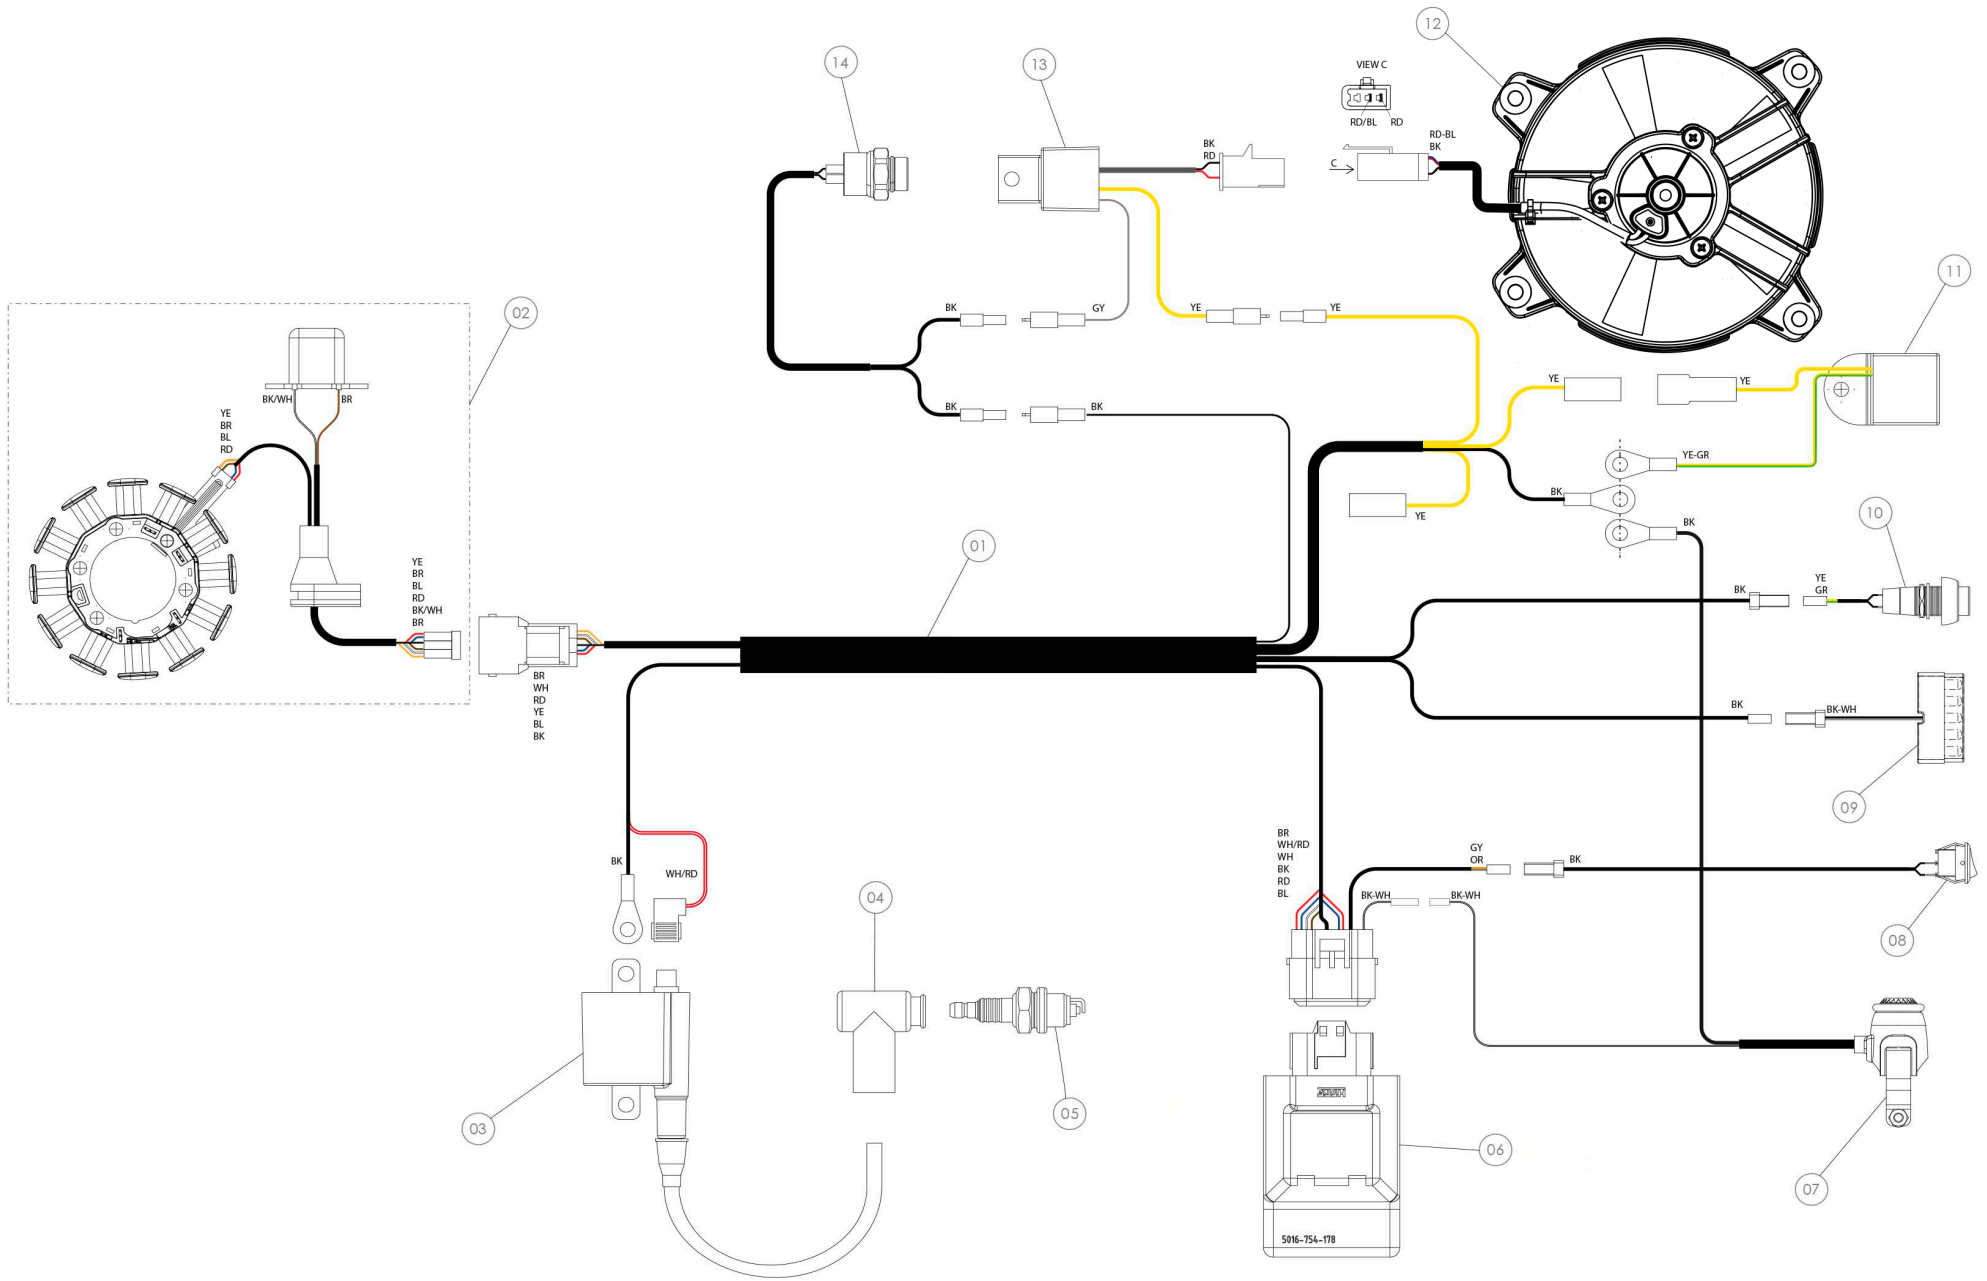 12
14
13
VIEW C
RD/BL RD
RD-BL
BK
C
BK
RD
11
02
BK
GY
YE
YE
BK/WH
BR
YE
BR
BL
RD
YE
YE
BK
BK
YE-GR
BK
YE
BK
10
01
YE
BR
BL
RD
BK/WH
BR
YE
GR
BK
BR
WH
RD
YE
BL
BK
BK
BK-WH
09
BR
WH/RD
WH
BK
RD
BL
GY
OR
BK
BK
WH/RD
04
BK-WH
BK-WH
08
03
05
06
07
5016-754-178